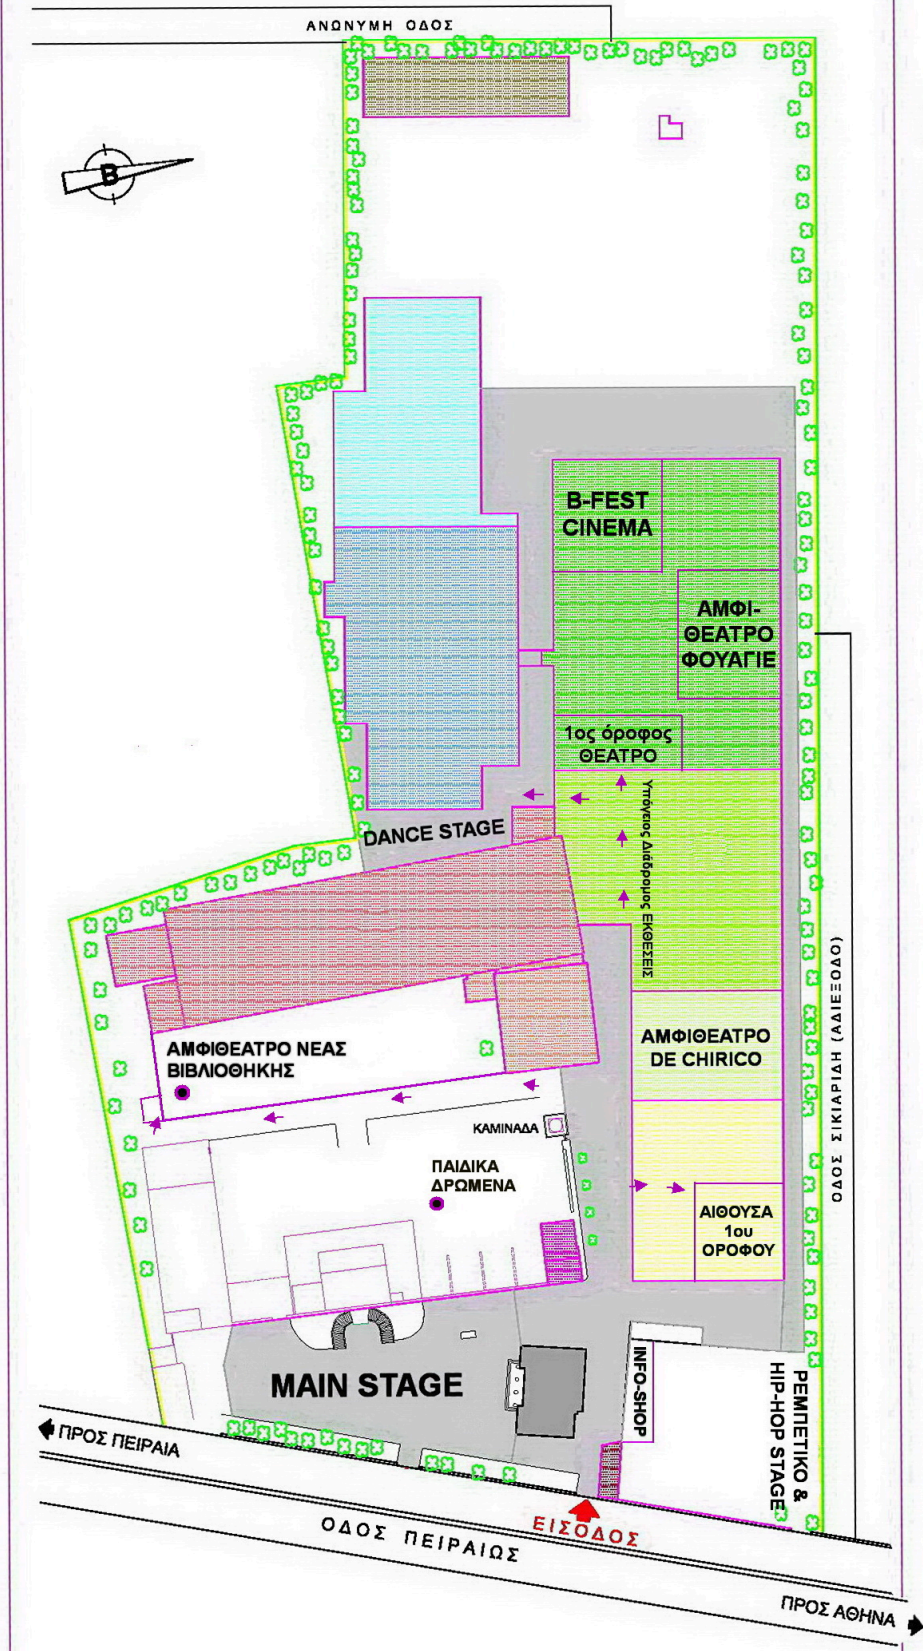 ΑΝΩΝΥΜΗ ΟΔΟΣ
Β
B-FEST
CINEMA
ΑΜΦΙ-
ΘΕΑΤΡΟ
ΦΟΥΑΓΙΕ
1ος όροφος
ΘΕΑΤΡΟ
Υπόγειος Διάδρομος ΕΚΘΕΣΕΙΣ
DANCE STAGE
ΟΔΟΣ ΣΙΚΙΑΡΙΔΗ (ΑΔΙΕΞΟΔΟ)
ΑΜΦΙΘΕΑΤΡΟ
DE CHIRICO
ΑΜΦΙΘΕΑΤΡΟ ΝΕΑΣ
ΒΙΒΛΙΟΘΗΚΗΣ
ΚΑΜΙΝΑΔΑ
ΠΑΙΔΙΚΑ
ΔΡΩΜΕΝΑ
ΑΙΘΟΥΣΑ
1ου
ΟΡΟΦΟΥ
MAIN STAGE
INFO-SHOP
ΡΕΜΠΕΤΙΚΟ &
HIP-HOP STAGE
ΠΡΟΣ ΠΕΙΡΑΙΑ
ΕΙΣΟΔΟΣ
ΟΔΟΣ ΠΕΙΡΑΙΩΣ
ΠΡΟΣ ΑΘΗΝΑ